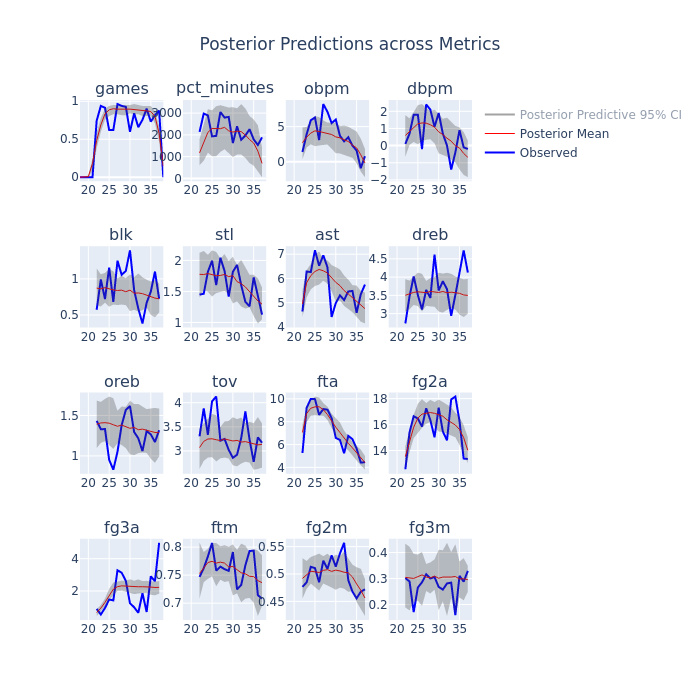 Posterior Predictions across Metrics
games pct_minutes obpm dbpm
Posterior Predictive 95% CI
Posterior Mean
Observed
1
0.5
0
20 25 30 35
3000
2000
1000
0
20 25 30 35
5
0
20 25 30 35
2
1
0
−1
−2
20 25 30 35
blk stl ast dreb
1
0.5
20 25 30 35
2
1.5
1
20 25 30 35
7
6
5
4
20 25 30 35
4.5
4
3.5
3
20 25 30 35
oreb tov fta fg2a
1.5
1
20 25 30 35
4
3.5
3
20 25 30 35
10
8
6
4
20 25 30 35
18
16
14
20 25 30 35
fg3a ftm fg2m fg3m
4
2
20 25 30 35
0.8
0.75
0.7
20 25 30 35
0.55
0.5
0.45
20 25 30 35
0.4
0.3
0.2
20 25 30 35